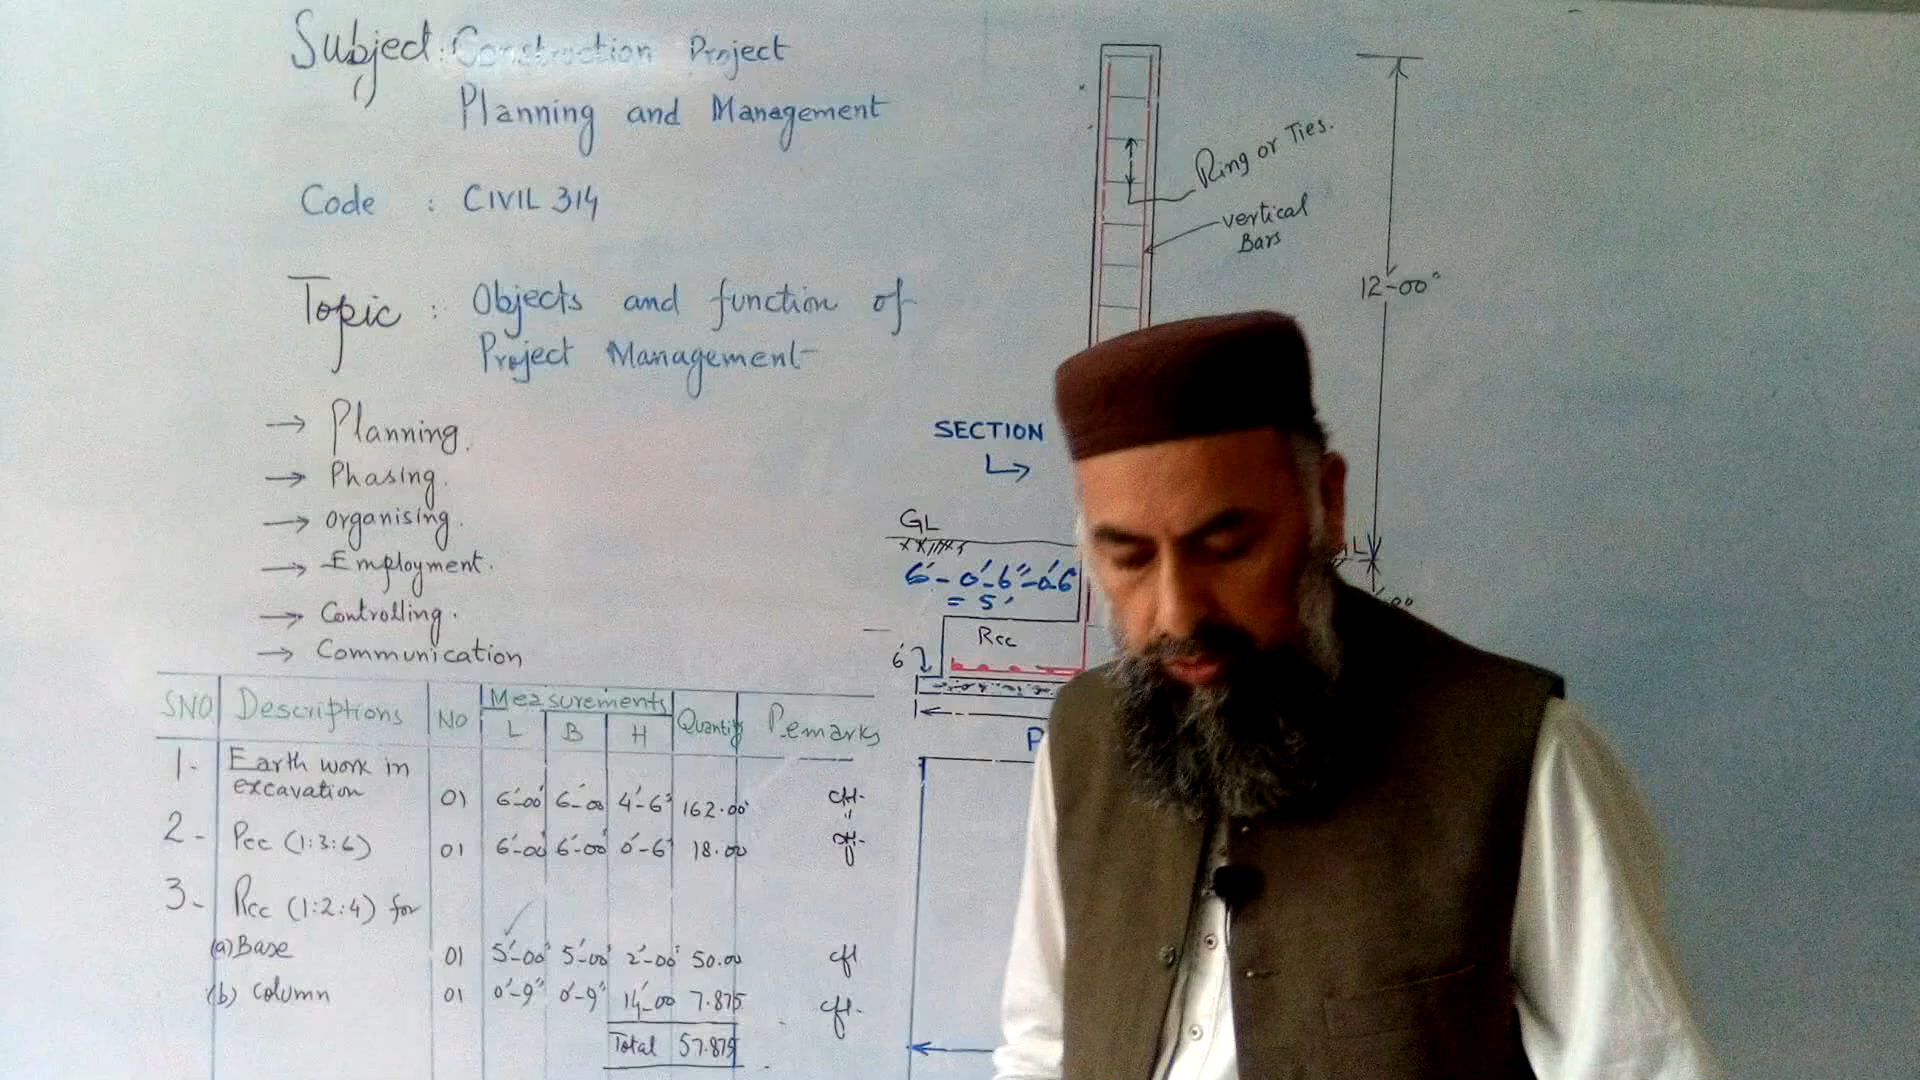 Subject: Construction Project
Planning and Management
Code : CIVIL 314
Topic : Objects and function of
Project Management
→ Planning.
→ Phasing.
→ organising.
→ Employment.
→ Controlling.
→ Communication
Ring or Ties.
vertical
Bars
12'-00"
SECTION
GL
6'-0'-6"-0'-6"
= 5'
Rcc
6"
P
SNO Descriptions NO Measurements Quantity Remarks
L B H
1- Earth work in
excavation 01 6'-00" 6'-00" 4'-6" 162.00 cft.
2- Pcc (1:3:6) 01 6'-00" 6'-00" 0'-6" 18.00
3- Rcc (1:2:4) for
(a) Base 01 5'-00" 5'-00" 2'-00" 50.00 cft
(b) column 01 0'-9" 0'-9" 14'-00 7.875 cft.
Total 57.875